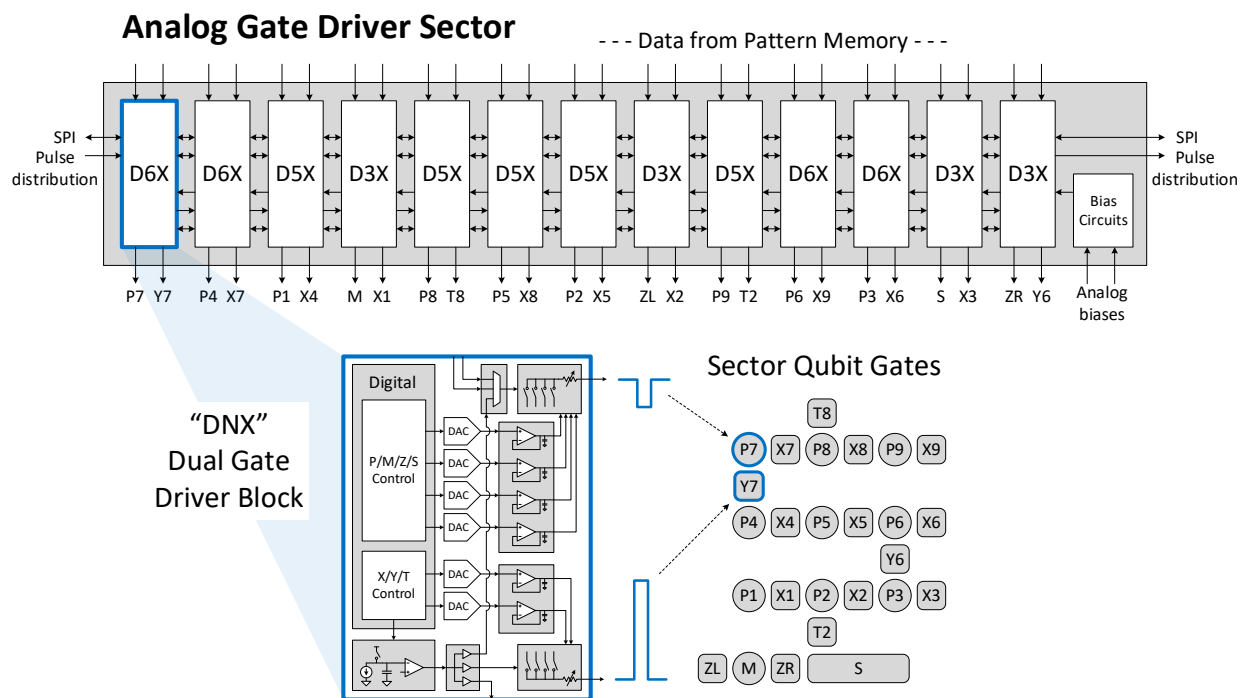 Analog Gate Driver Sector
- - - Data from Pattern Memory - - -
SPI
Pulse
distribution
D6X D6X D5X D3X D5X D5X D5X D3X D5X D6X D6X D3X D3X
SPI
Pulse
distribution
Bias
Circuits
P7 Y7 P4 X7 P1 X4 M X1 P8 T8 P5 X8 P2 X5 ZL X2 P9 T2 P6 X9 P3 X6 S X3 ZR Y6
Analog
biases
“DNX”
Dual Gate
Driver Block
Digital
P/M/Z/S
Control
X/Y/T
Control
DAC
DAC
DAC
DAC
DAC
DAC
Sector Qubit Gates
T8
P7 X7 P8 X8 P9 X9
Y7
P4 X4 P5 X5 P6 X6
Y6
P1 X1 P2 X2 P3 X3
T2
ZL M ZR S